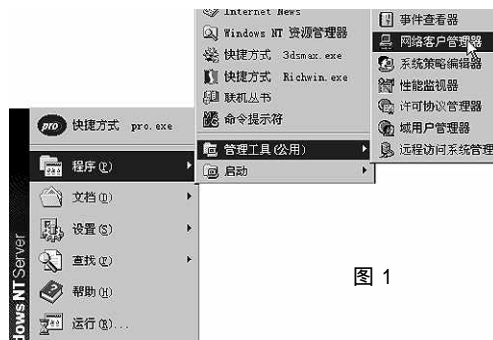 Internet News
Windows NT 资源管理器
快捷方式 3dsmax.exe
快捷方式 Richwin.exe
联机丛书
命令提示符
管理工具(公用)
启动
事件查看器
网络客户管理器
系统策略编辑器
性能监视器
许可协议管理器
域用户管理器
远程访问系统管理
pro 快捷方式 pro.exe
程序(P)
文档(D)
设置(S)
查找(F)
帮助(H)
运行(R)...
dows NT Server
图 1